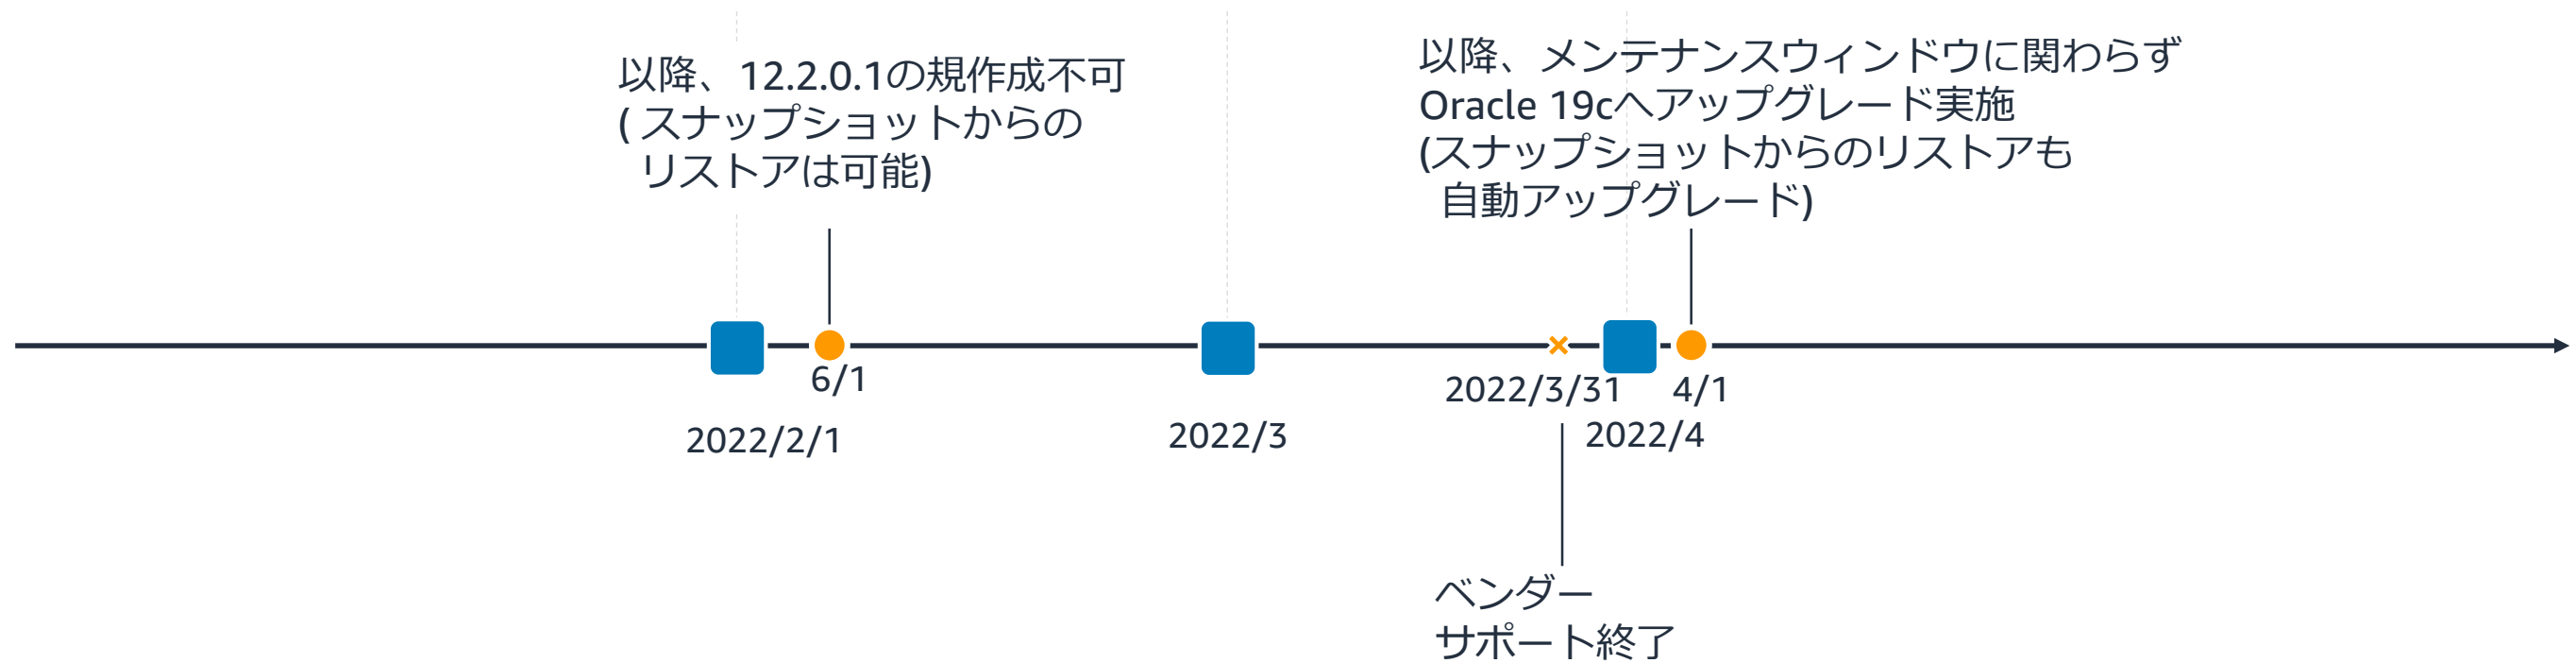 以降、12.2.0.1の規作成不可
( スナップショットからの
リストアは可能)
以降、メンテナンスウィンドウに関わらず
Oracle 19cへアップグレード実施
(スナップショットからのリストアも
自動アップグレード)
6/1
2022/2/1
2022/3
2022/3/31
4/1
2022/4
ベンダー
サポート終了